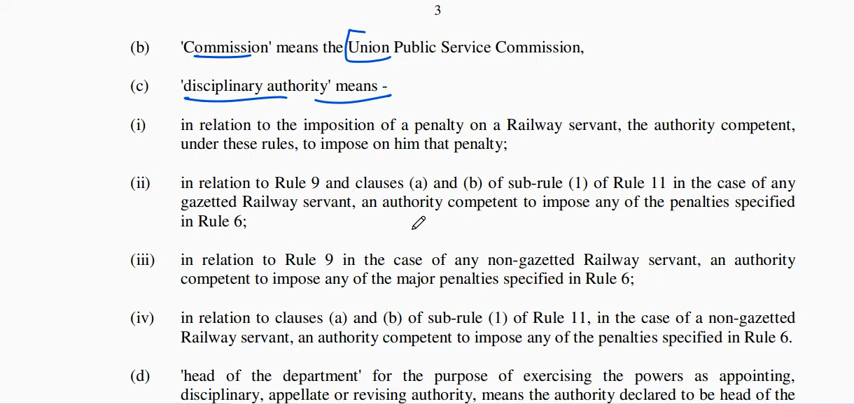 3
(b) 'Commission' means the Union Public Service Commission,
(c) 'disciplinary authority' means -
(i) in relation to the imposition of a penalty on a Railway servant, the authority competent,
under these rules, to impose on him that penalty;
(ii) in relation to Rule 9 and clauses (a) and (b) of sub-rule (1) of Rule 11 in the case of any
gazetted Railway servant, an authority competent to impose any of the penalties specified
in Rule 6;
(iii) in relation to Rule 9 in the case of any non-gazetted Railway servant, an authority
competent to impose any of the major penalties specified in Rule 6;
(iv) in relation to clauses (a) and (b) of sub-rule (1) of Rule 11, in the case of a non-gazetted
Railway servant, an authority competent to impose any of the penalties specified in Rule 6.
(d) 'head of the department' for the purpose of exercising the powers as appointing,
disciplinary, appellate or revising authority, means the authority declared to be head of the